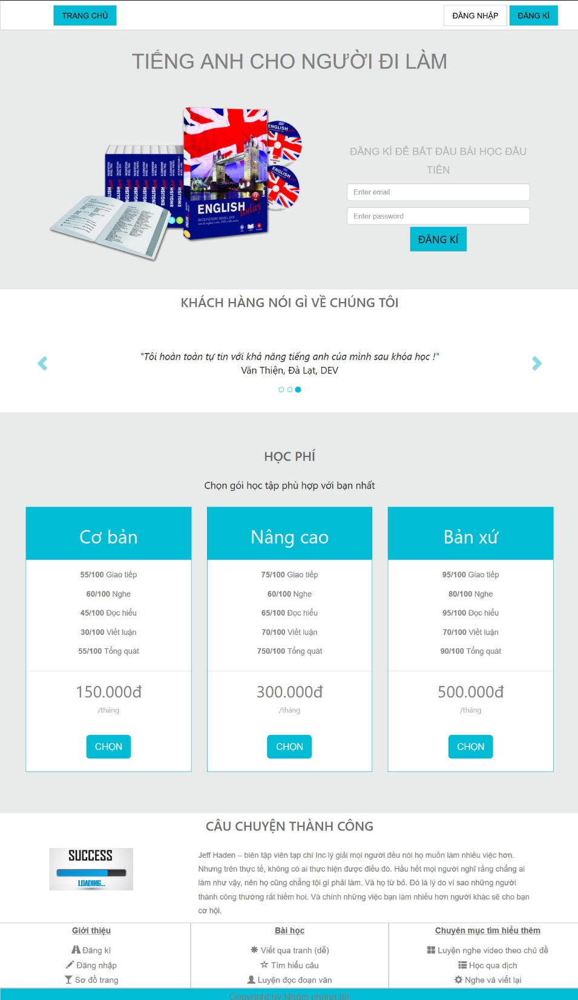 TRANG CHỦ
ĐĂNG NHẬP
ĐĂNG KÍ
TIẾNG ANH CHO NGƯỜI ĐI LÀM
ENGLISH
today
2
ÎNCEPĂTORI NIVEL DOI
ENGLISH
ENGLISH
ĐĂNG KÍ ĐỂ BẮT ĐẦU BÀI HỌC ĐẦU
TIÊN
Enter email
Enter password
ĐĂNG KÍ
KHÁCH HÀNG NÓI GÌ VỀ CHÚNG TÔI
"Tôi hoàn toàn tự tin với khả năng tiếng anh của mình sau khóa học !"
Văn Thiện, Đà Lạt, DEV
HỌC PHÍ
Chọn gói học tập phù hợp với bạn nhất
Cơ bản
55/100 Giao tiếp
60/100 Nghe
45/100 Đọc hiểu
30/100 Viết luận
55/100 Tổng quát
150.000đ
/tháng
CHỌN
Nâng cao
75/100 Giao tiếp
60/100 Nghe
65/100 Đọc hiểu
70/100 Viết luận
750/100 Tổng quát
300.000đ
/tháng
CHỌN
Bản xứ
95/100 Giao tiếp
80/100 Nghe
95/100 Đọc hiểu
70/100 Viết luận
90/100 Tổng quát
500.000đ
/tháng
CHỌN
CÂU CHUYỆN THÀNH CÔNG
SUCCESS
LOADING...
Jeff Haden – biên tập viên tạp chí Inc lý giải mọi người đều nói họ muốn làm nhiều việc hơn.
Nhưng trên thực tế, không có ai thực hiện được điều đó. Hầu hết mọi người nghĩ rằng chẳng ai
làm như vậy, nên họ cũng chẳng tội gì phải làm. Và họ từ bỏ. Đó là lý do vì sao những người
thành công thường rất hiếm hoi. Và chính những việc bạn làm nhiều hơn người khác sẽ cho bạn
cơ hội.
Giới thiệu
Đăng kí
Đăng nhập
Sơ đồ trang
Bài học
Viết qua tranh (dễ)
Tìm hiểu câu
Luyện đọc đoạn văn
Chuyên mục tìm hiểu thêm
Luyện nghe video theo chủ đề
Học qua dịch
Nghe và viết lại
Copyright by Nhóm chúng tôi